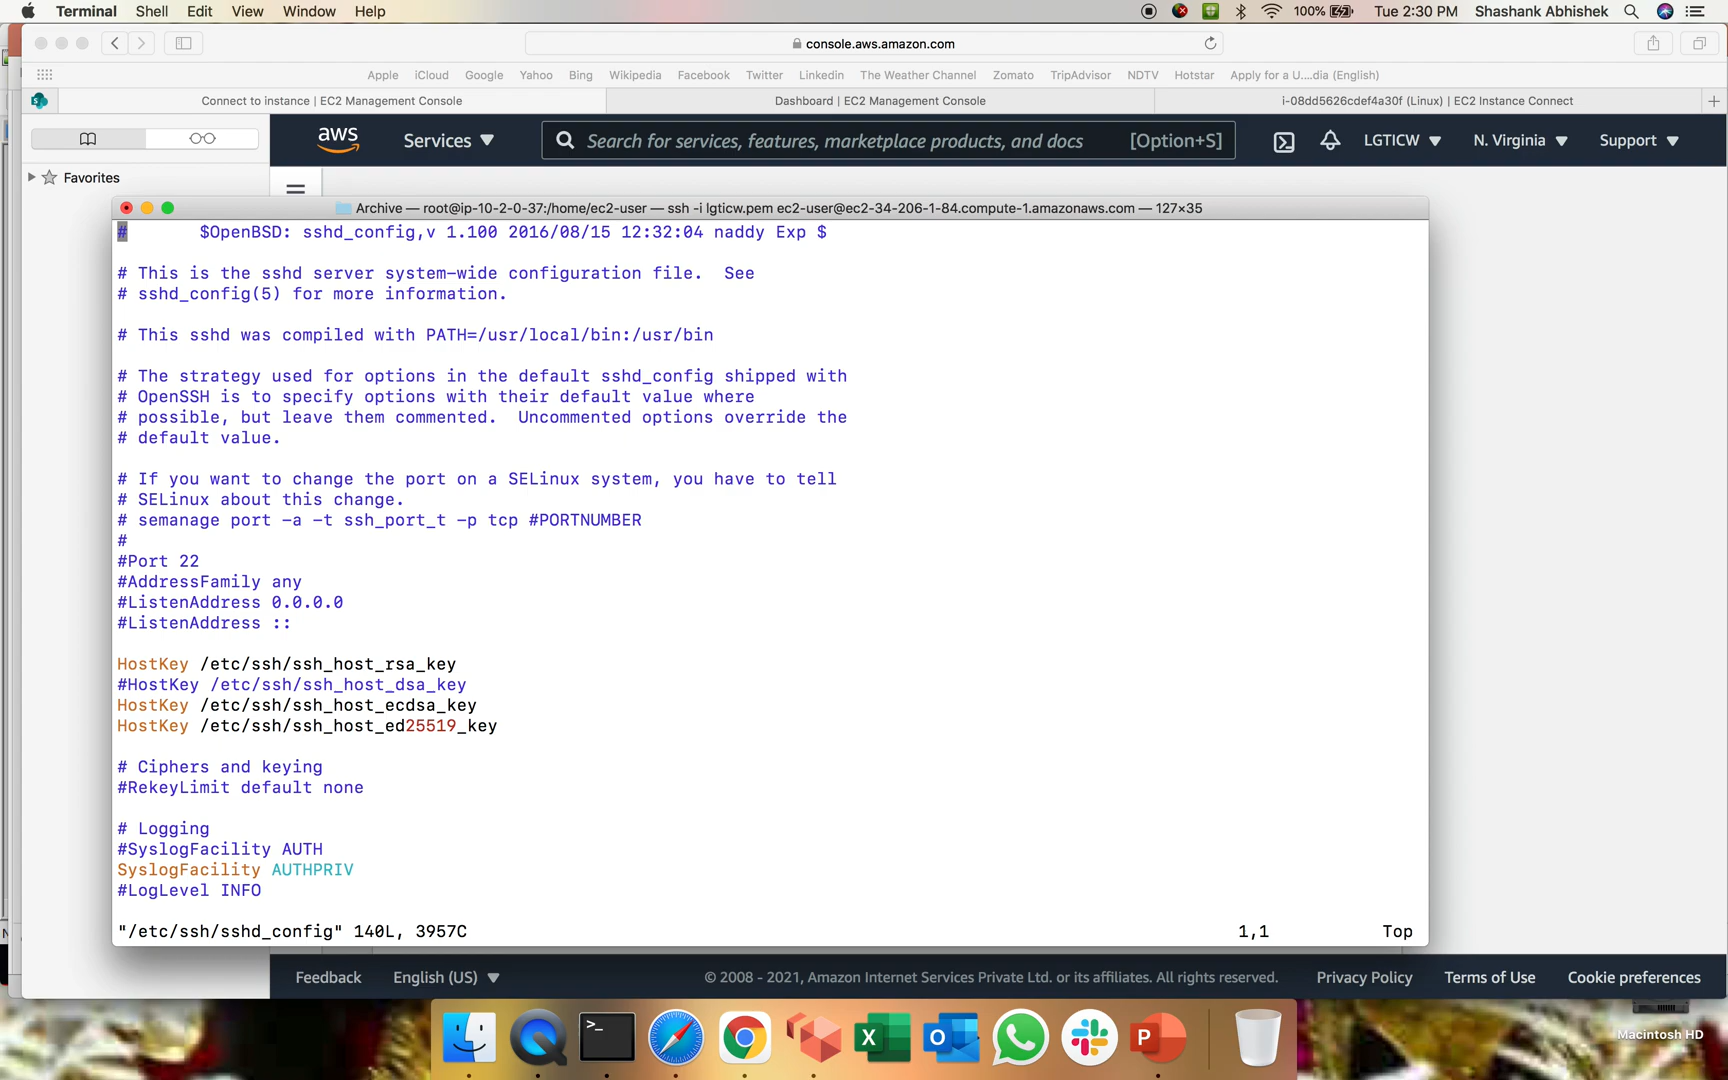 Terminal Shell Edit View Window Help 100% Tue 2:30 PM Shashank Abhishek
console.aws.amazon.com
Apple iCloud Google Yahoo Bing Wikipedia Facebook Twitter Linkedin The Weather Channel Zomato TripAdvisor NDTV Hotstar Apply for a U....dia (English)
Connect to instance | EC2 Management Console Dashboard | EC2 Management Console i-08dd5626cdef4a30f (Linux) | EC2 Instance Connect
aws Services Search for services, features, marketplace products, and docs [Option+S] LGTICW N. Virginia Support
Favorites
Archive — root@ip-10-2-0-37:/home/ec2-user — ssh -i lgticw.pem ec2-user@ec2-34-206-1-84.compute-1.amazonaws.com — 127×35
# $OpenBSD: sshd_config,v 1.100 2016/08/15 12:32:04 naddy Exp $
# This is the sshd server system-wide configuration file. See
# sshd_config(5) for more information.
# This sshd was compiled with PATH=/usr/local/bin:/usr/bin
# The strategy used for options in the default sshd_config shipped with
# OpenSSH is to specify options with their default value where
# possible, but leave them commented. Uncommented options override the
# default value.
# If you want to change the port on a SELinux system, you have to tell
# SELinux about this change.
# semanage port -a -t ssh_port_t -p tcp #PORTNUMBER
#
#Port 22
#AddressFamily any
#ListenAddress 0.0.0.0
#ListenAddress ::
HostKey /etc/ssh/ssh_host_rsa_key
#HostKey /etc/ssh/ssh_host_dsa_key
HostKey /etc/ssh/ssh_host_ecdsa_key
HostKey /etc/ssh/ssh_host_ed25519_key
# Ciphers and keying
#RekeyLimit default none
# Logging
#SyslogFacility AUTH
SyslogFacility AUTHPRIV
#LogLevel INFO
"/etc/ssh/sshd_config" 140L, 3957C 1,1 Top
Feedback English (US) © 2008 - 2021, Amazon Internet Services Private Ltd. or its affiliates. All rights reserved. Privacy Policy Terms of Use Cookie preferences
Macintosh HD